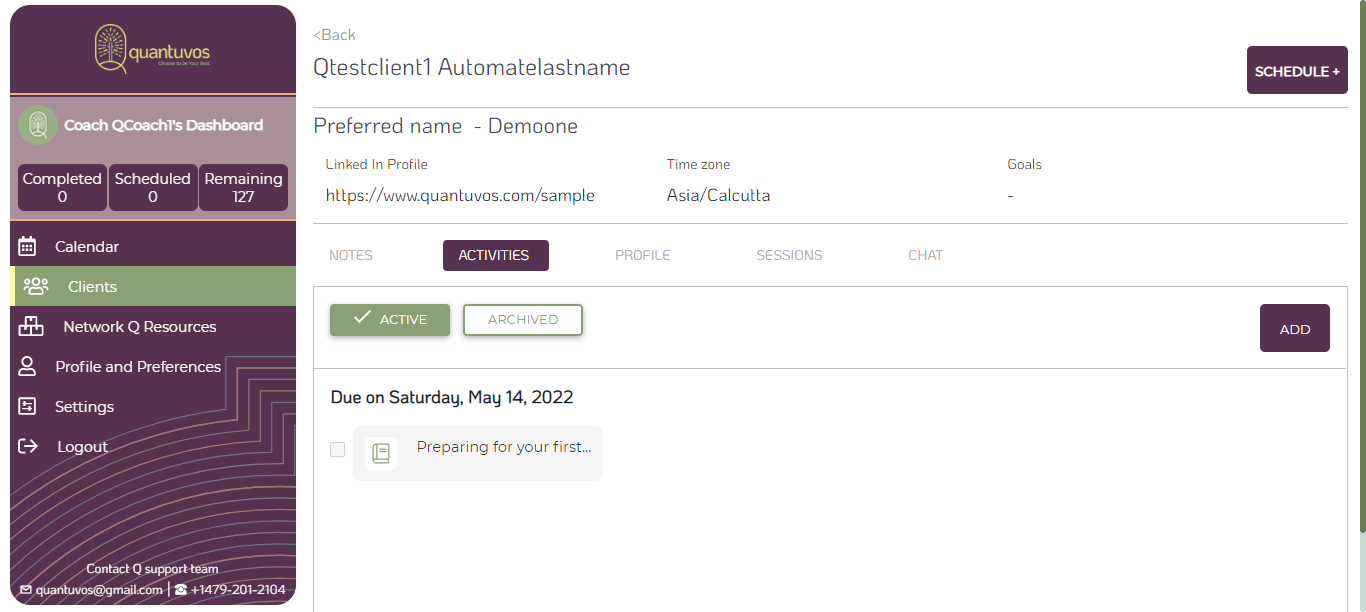 quantuvos
Choose to be Your Best
Coach QCoach1's Dashboard
Completed
0
Scheduled
0
Remaining
127
Calendar
Clients
Network Q Resources
Profile and Preferences
Settings
Logout
Contact Q support team
quantuvos@gmail.com | +1479-201-2104
<Back
Qtestclient1 Automatelastname
SCHEDULE +
Preferred name - Demoone
Linked In Profile
https://www.quantuvos.com/sample
Time zone
Asia/Calcutta
Goals
-
NOTES
ACTIVITIES
PROFILE
SESSIONS
CHAT
ACTIVE
ARCHIVED
ADD
Due on Saturday, May 14, 2022
Preparing for your first...